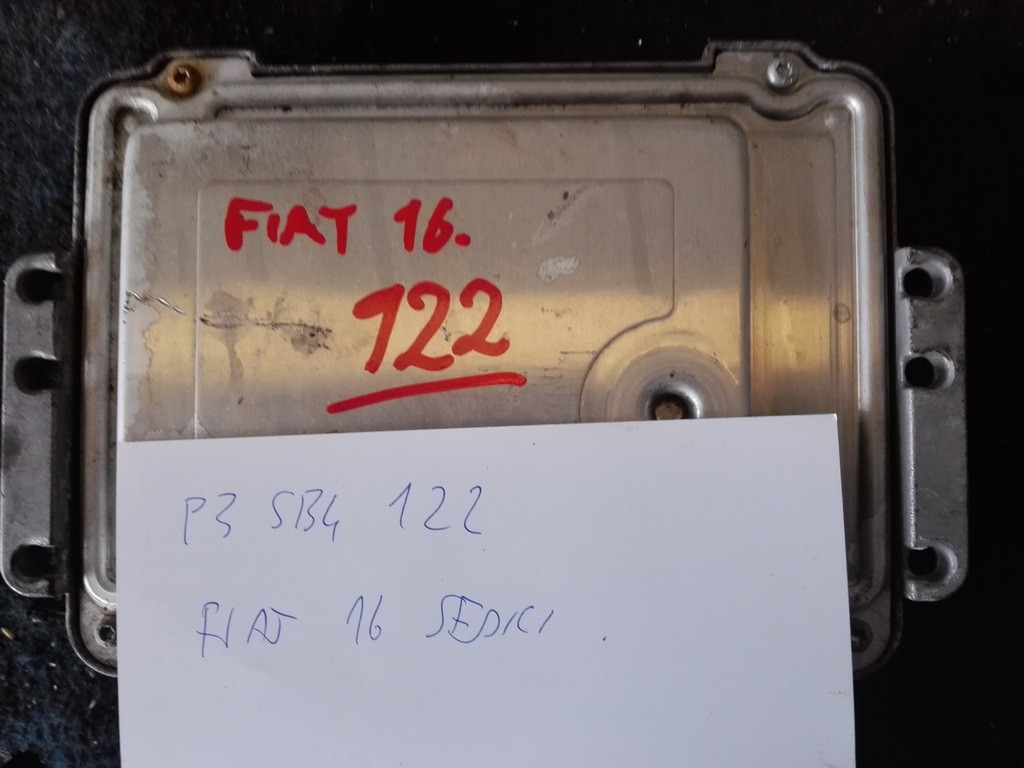 FIAT 16.
122
P3 SB4 122
FIAT 16 SEDICI .